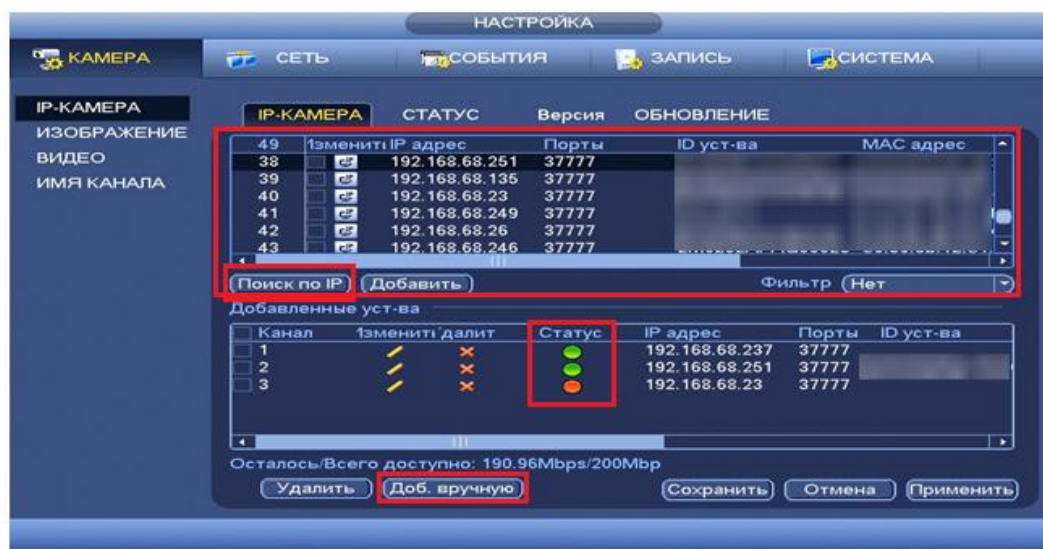 НАСТРОЙКА
КАМЕРА СЕТЬ СОБЫТИЯ ЗАПИСЬ СИСТЕМА
IP-КАМЕРА
ИЗОБРАЖЕНИЕ
ВИДЕО
ИМЯ КАНАЛА
IP-КАМЕРА СТАТУС Версия ОБНОВЛЕНИЕ
49 Изменить IP адрес Порты ID уст-ва MAC адрес
38 192.168.68.251 37777
39 192.168.68.135 37777
40 192.168.68.23 37777
41 192.168.68.249 37777
42 192.168.68.26 37777
43 192.168.68.246 37777
Поиск по IP Добавить Фильтр Нет
Добавленные уст-ва
Канал Изменить далит Статус IP адрес Порты ID уст-ва
1 192.168.68.237 37777
2 192.168.68.251 37777
3 192.168.68.23 37777
Осталось/Всего доступно: 190.96Mbps/200Mbp
Удалить Доб. вручную Сохранить Отмена Применить